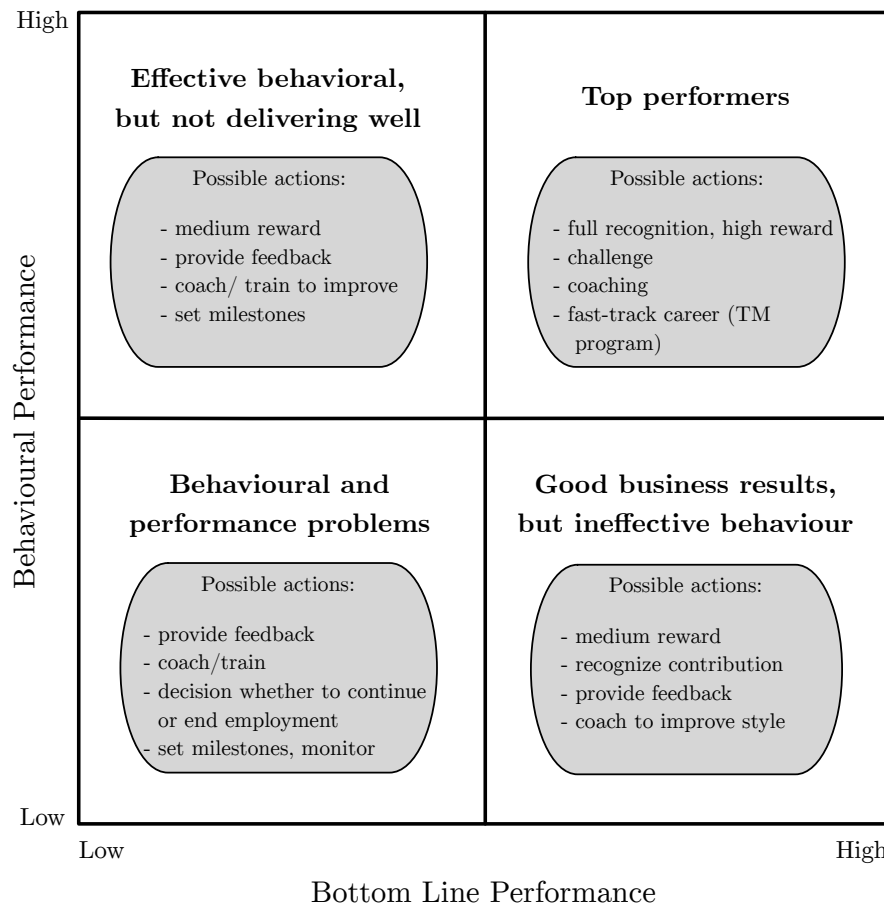 High
Effective behavioral,
but not delivering well
Possible actions:
- medium reward
- provide feedback
- coach/ train to improve
- set milestones
Top performers
Possible actions:
- full recognition, high reward
- challenge
- coaching
- fast-track career (TM
program)
Behavioural Performance
Behavioural and
performance problems
Possible actions:
- provide feedback
- coach/train
- decision whether to continue
or end employment
- set milestones, monitor
Good business results,
but ineffective behaviour
Possible actions:
- medium reward
- recognize contribution
- provide feedback
- coach to improve style
Low
Low
High
Bottom Line Performance